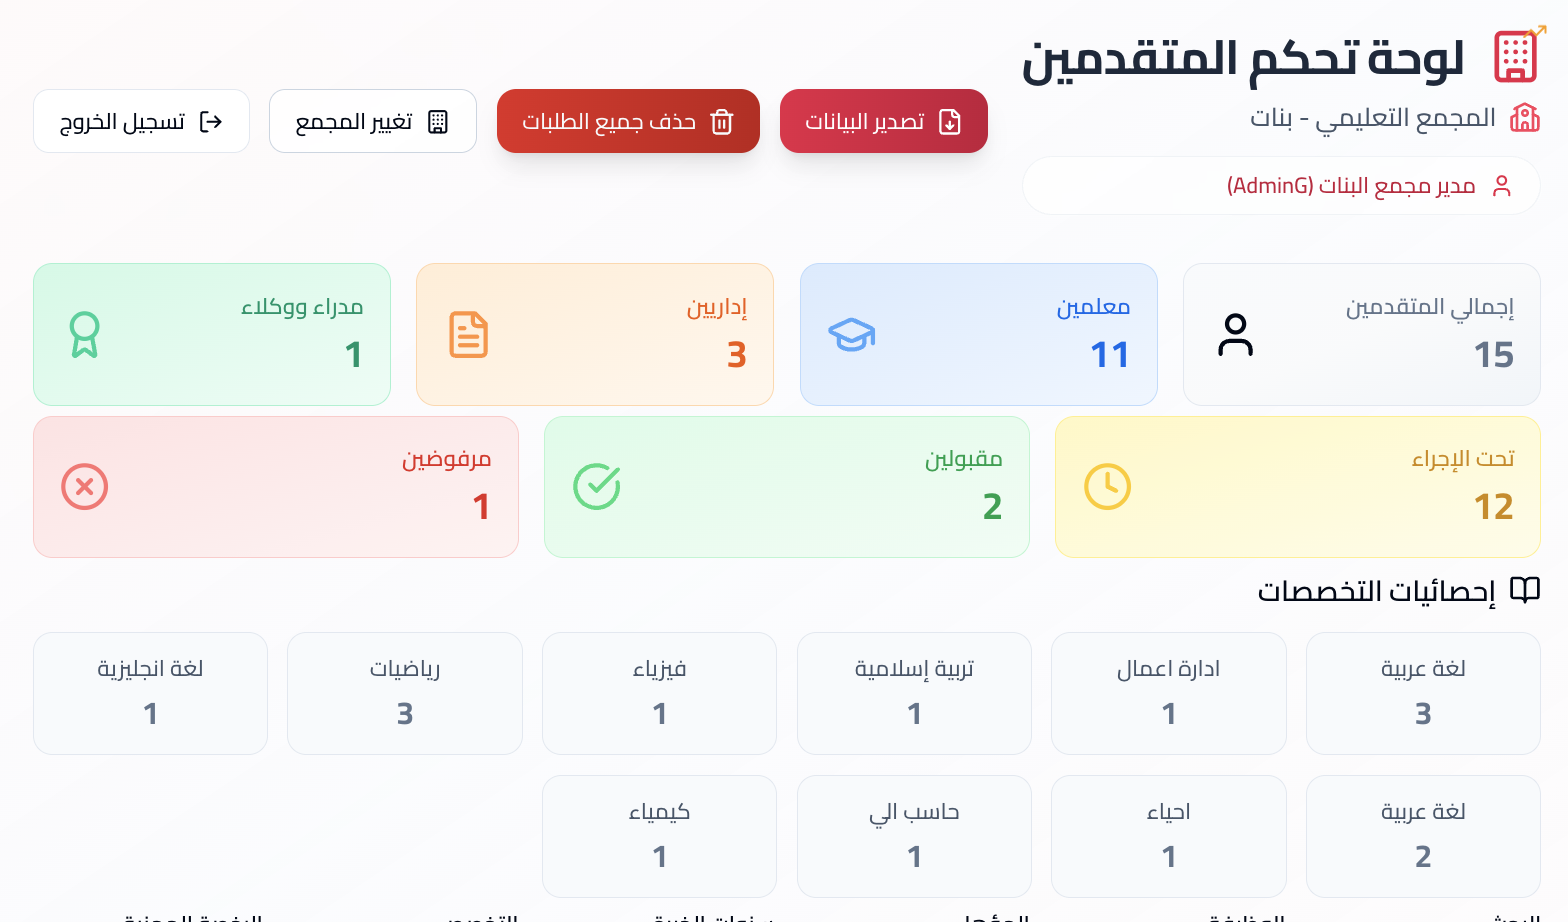 لوحة تحكم المتقدمين
المجمع التعليمي - بنات
مدير مجمع البنات (AdminG)
تصدير البيانات
حذف جميع الطلبات
تغيير المجمع
تسجيل الخروج
إجمالي المتقدمين
15
معلمين
11
إداريين
3
مدراء ووكلاء
1
تحت الإجراء
12
مقبولين
2
مرفوضين
1
إحصائيات التخصصات
لغة عربية
3
ادارة اعمال
1
تربية إسلامية
1
فيزياء
1
رياضيات
3
لغة انجليزية
1
لغة عربية
2
احياء
1
حاسب الي
1
كيمياء
1